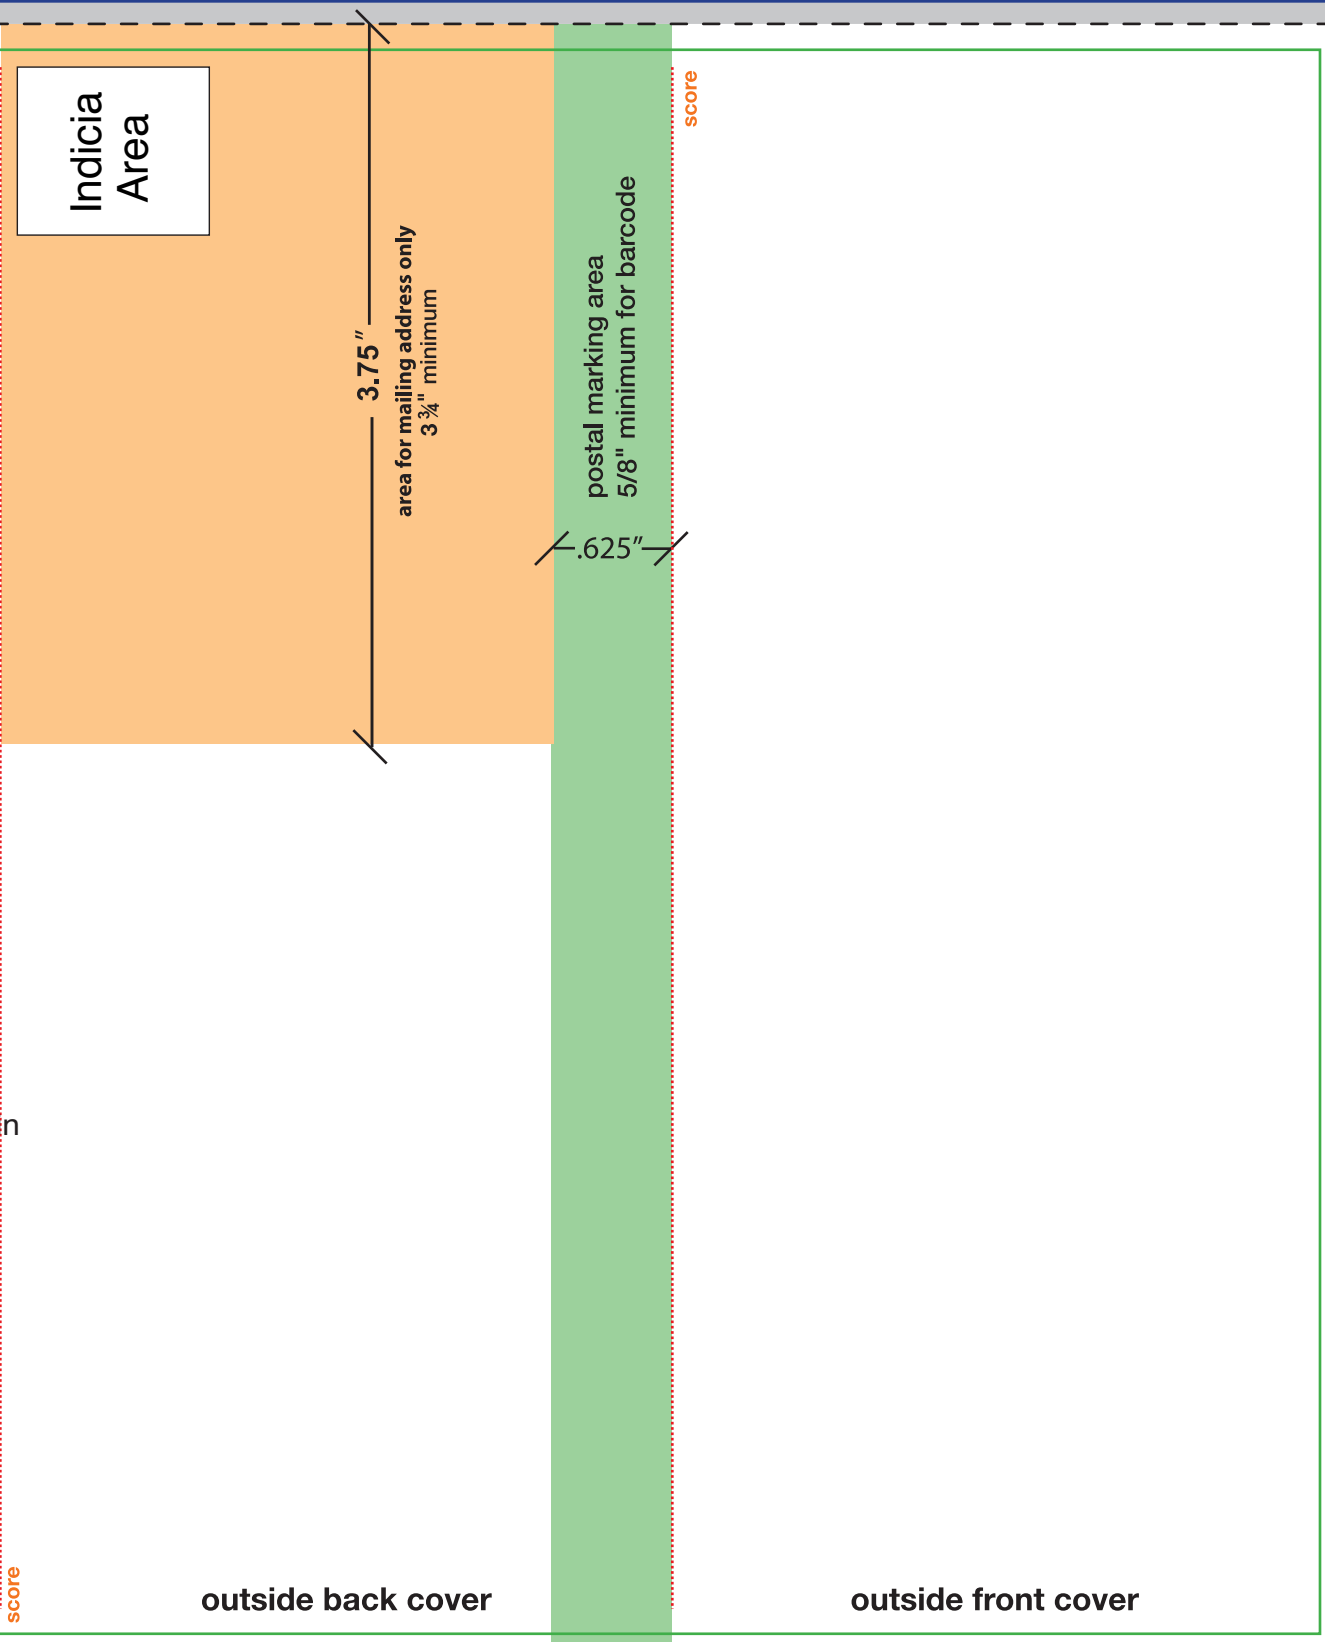 score
Indicia
Area
3.75″
area for mailing address only
3 ¾" minimum
postal marking area
5/8" minimum for barcode
.625″
n
score
outside back cover
outside front cover